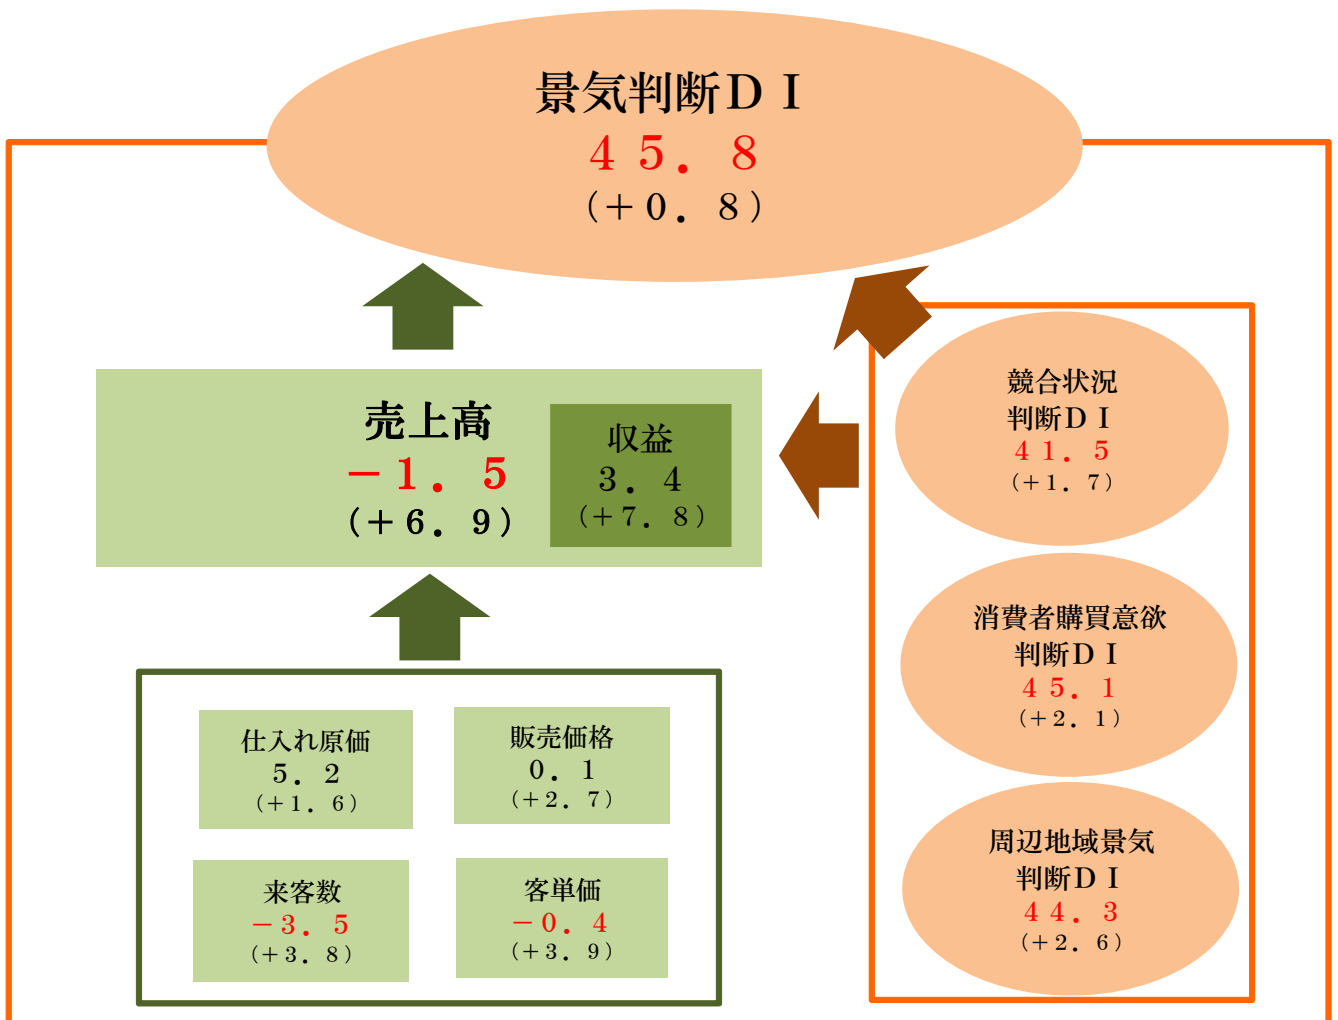 景気判断ＤＩ
４５．８
（＋０．８）
売上高
－１．５
（＋６．９）
収益
３．４
（＋７．８）
競合状況
判断ＤＩ
４１．５
（＋１．７）
消費者購買意欲
判断ＤＩ
４５．１
（＋２．１）
周辺地域景気
判断ＤＩ
４４．３
（＋２．６）
仕入れ原価
５．２
（＋１．６）
販売価格
０．１
（＋２．７）
来客数
－３．５
（＋３．８）
客単価
－０．４
（＋３．９）